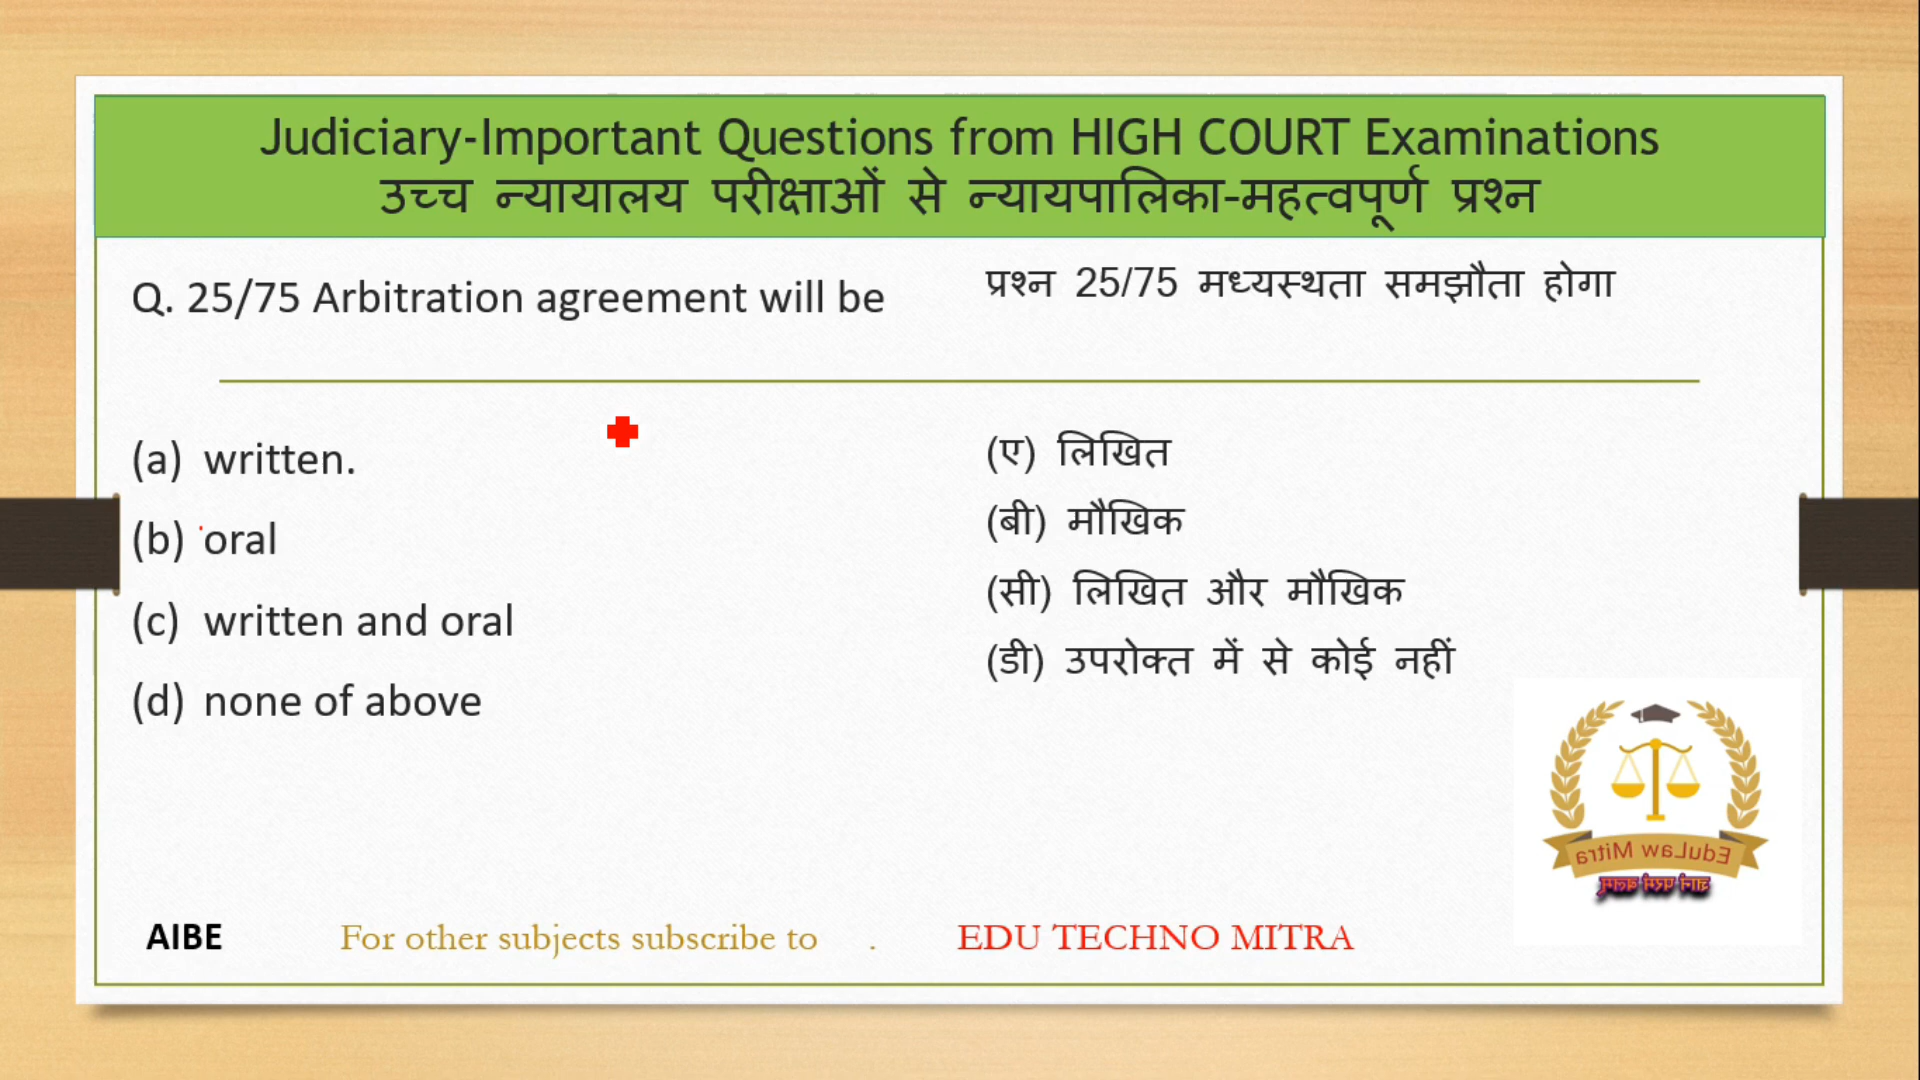 Judiciary-Important Questions from HIGH COURT Examinations
उच्च न्यायालय परीक्षाओं से न्यायपालिका-महत्वपूर्ण प्रश्न
Q. 25/75 Arbitration agreement will be
(a) written.
(b) oral
(c) written and oral
(d) none of above
प्रश्न 25/75 मध्यस्थता समझौता होगा
(ए) लिखित
(बी) मौखिक
(सी) लिखित और मौखिक
(डी) उपरोक्त में से कोई नहीं
EduLaw Mitra
AIBE For other subjects subscribe to . EDU TECHNO MITRA